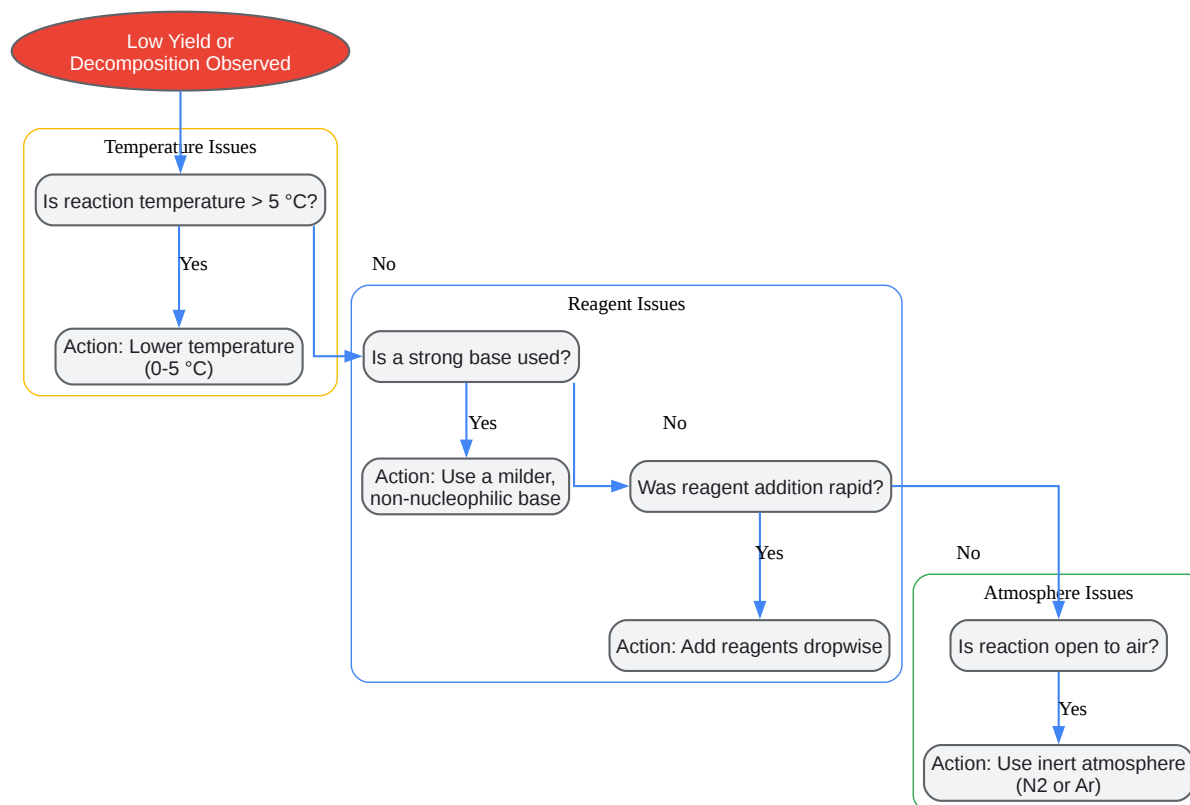 Low Yield or
Decomposition Observed
Temperature Issues
Is reaction temperature > 5 °C?
Yes
No
Action: Lower temperature
(0-5 °C)
Reagent Issues
Is a strong base used?
Yes
No
Action: Use a milder,
non-nucleophilic base
Was reagent addition rapid?
Yes
No
Action: Add reagents dropwise
Atmosphere Issues
Is reaction open to air?
Yes
Action: Use inert atmosphere
(N2 or Ar)